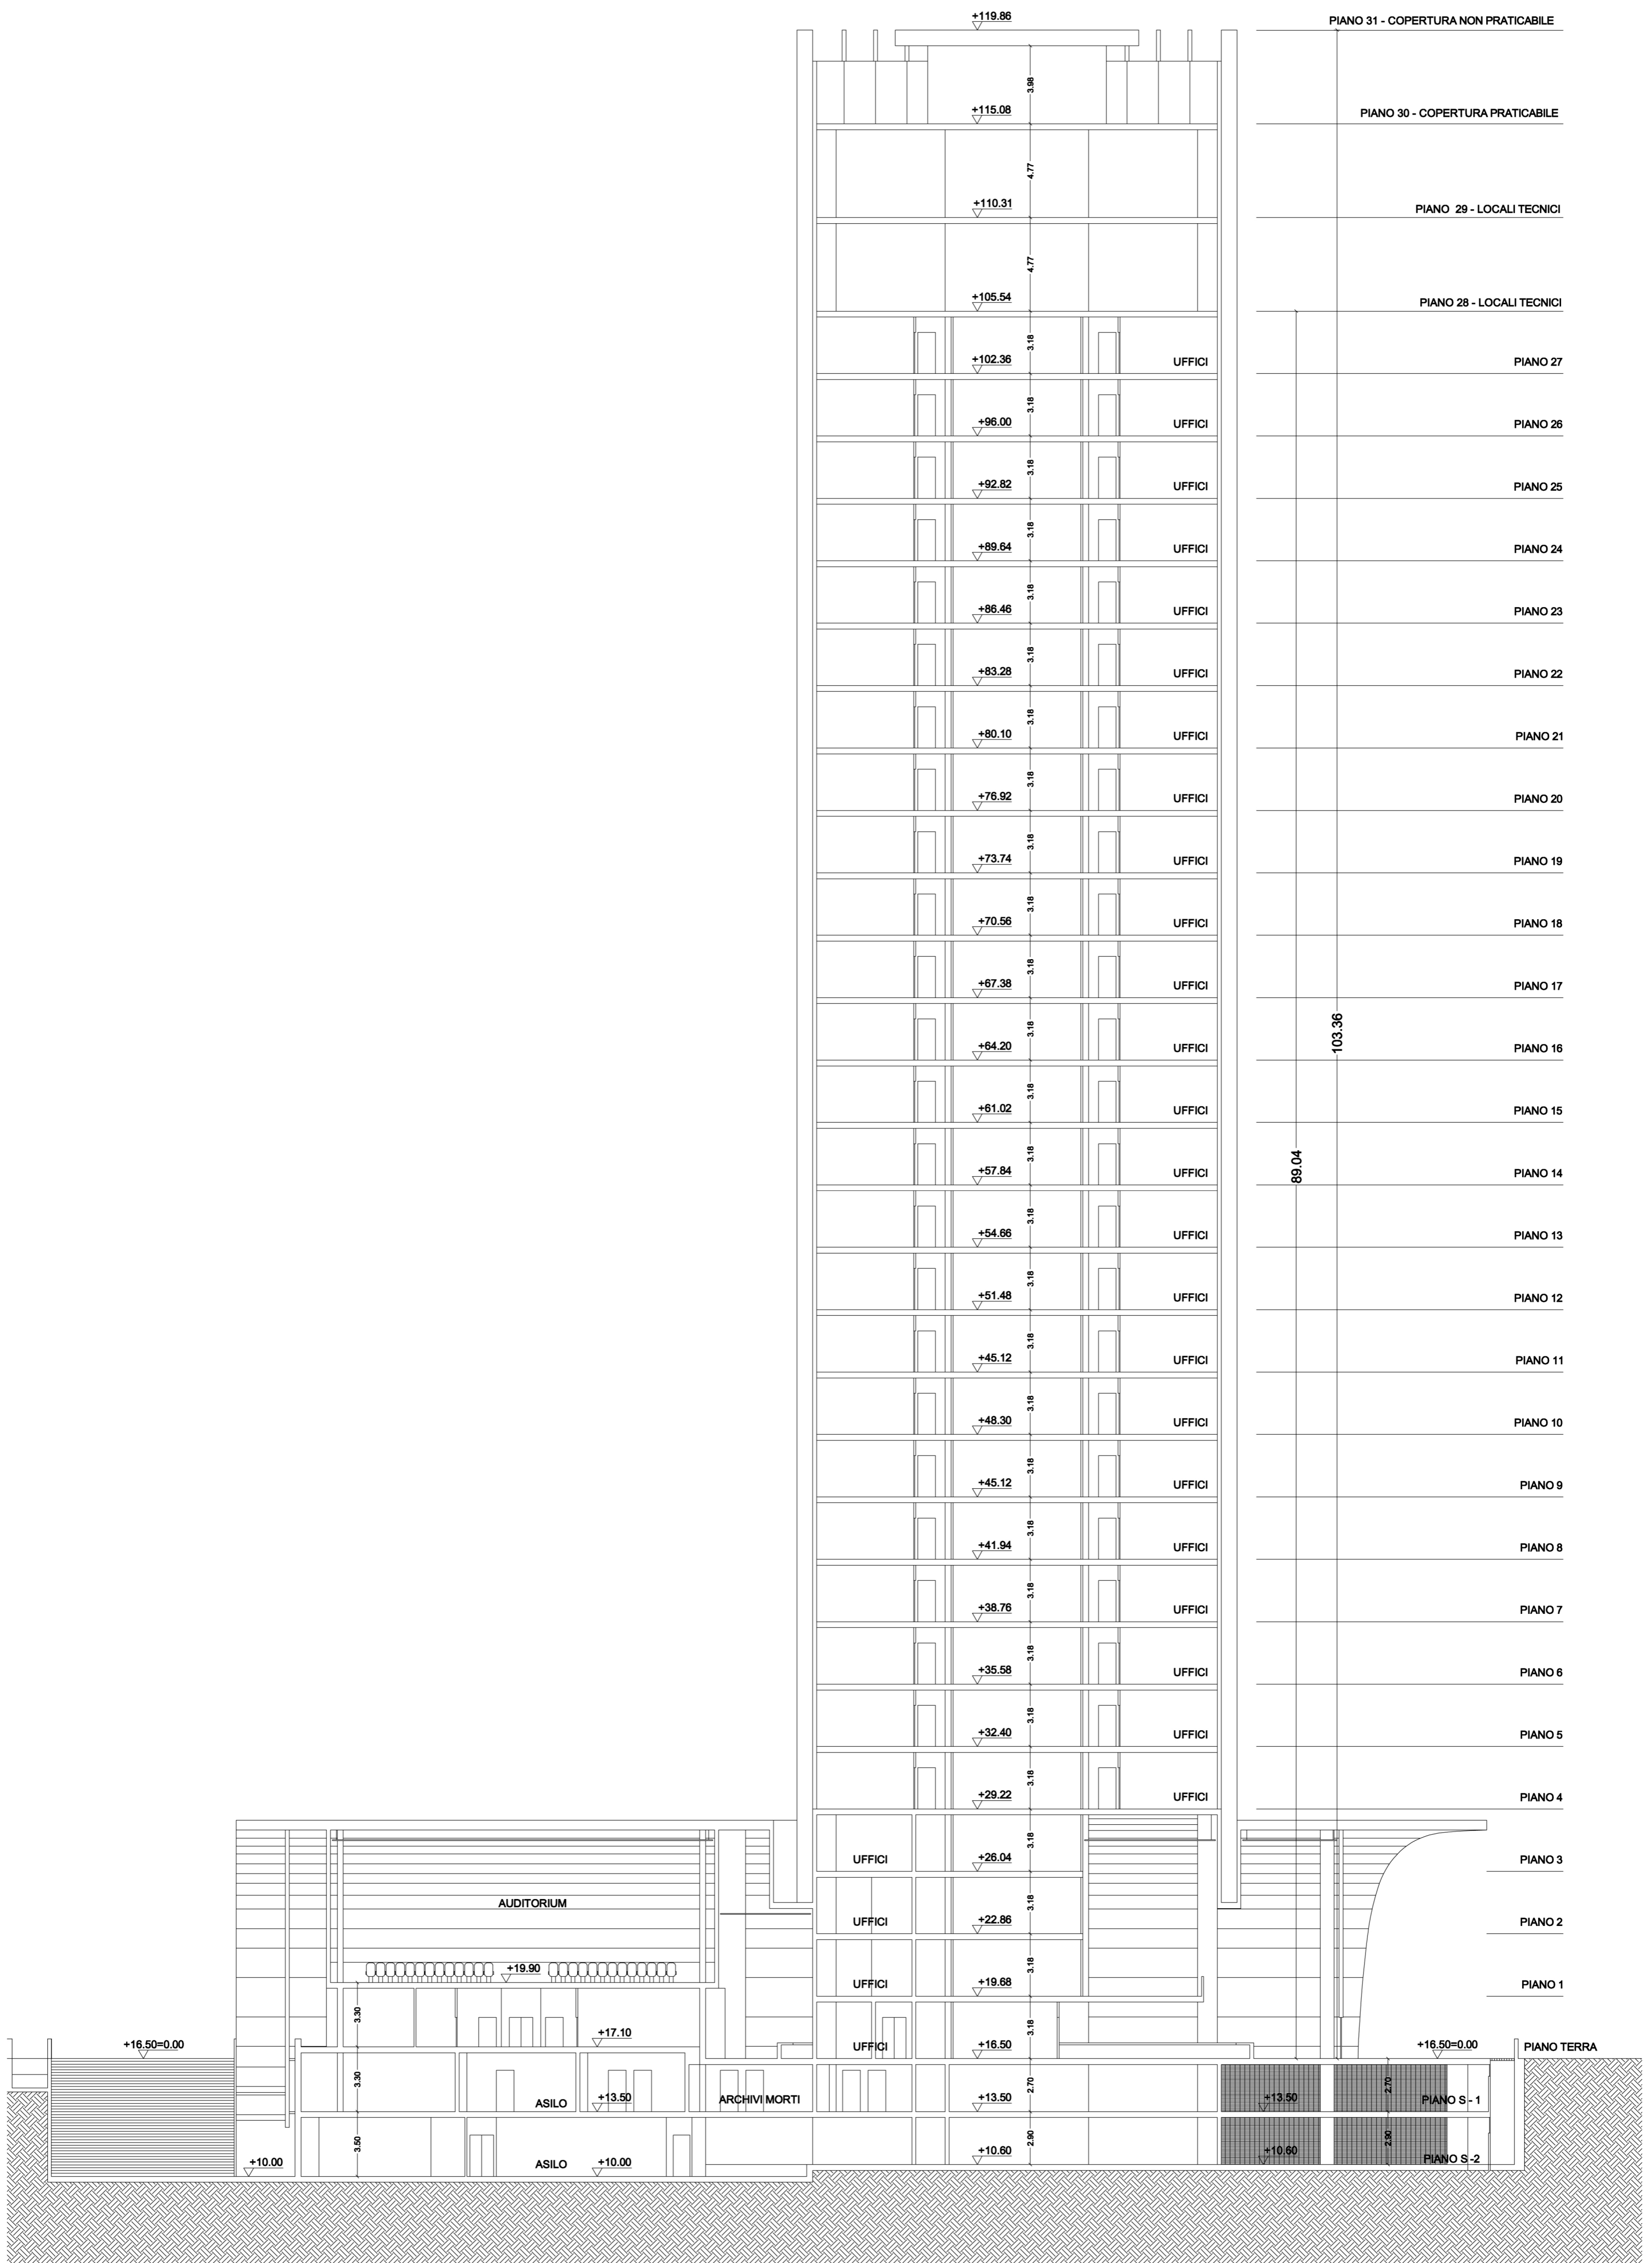 +119.86 PIANO 31 - COPERTURA NON PRATICABILE
3.98
+115.08 PIANO 30 - COPERTURA PRATICABILE
4.77
+110.31 PIANO 29 - LOCALI TECNICI
4.77
+105.54 PIANO 28 - LOCALI TECNICI
3.18
+102.36 UFFICI PIANO 27
3.18
+96.00 UFFICI PIANO 26
3.18
+92.82 UFFICI PIANO 25
3.18
+89.64 UFFICI PIANO 24
3.18
+86.46 UFFICI PIANO 23
3.18
+83.28 UFFICI PIANO 22
3.18
+80.10 UFFICI PIANO 21
3.18
+76.92 UFFICI PIANO 20
3.18
+73.74 UFFICI PIANO 19
3.18
+70.56 UFFICI PIANO 18
3.18
+67.38 UFFICI PIANO 17
3.18
103.36
+64.20 UFFICI PIANO 16
3.18
+61.02 UFFICI PIANO 15
3.18
89.04
+57.84 UFFICI PIANO 14
3.18
+54.66 UFFICI PIANO 13
3.18
+51.48 UFFICI PIANO 12
3.18
+45.12 UFFICI PIANO 11
3.18
+48.30 UFFICI PIANO 10
3.18
+45.12 UFFICI PIANO 9
3.18
+41.94 UFFICI PIANO 8
3.18
+38.76 UFFICI PIANO 7
3.18
+35.58 UFFICI PIANO 6
3.18
+32.40 UFFICI PIANO 5
3.18
+29.22 UFFICI PIANO 4
3.18
UFFICI +26.04 PIANO 3
3.18
AUDITORIUM
UFFICI +22.86 PIANO 2
3.18
+19.90 UFFICI +19.68 PIANO 1
3.30 3.18
+16.50=0.00 +17.10 UFFICI +16.50 +16.50=0.00 PIANO TERRA
3.30 2.70 2.70
ASILO +13.50 ARCHIVI MORTI +13.50 +13.50 PIANO S - 1
3.50 2.90 2.90
+10.00 ASILO +10.00 +10.60 +10.60 PIANO S -2